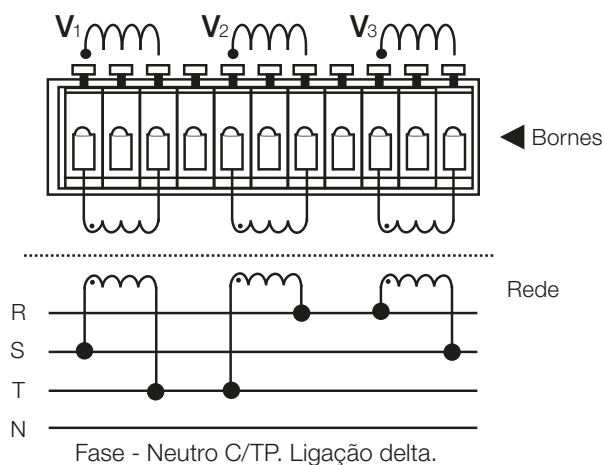 V1 V2 V3
Bornes
Rede
R
S
T
N
Fase - Neutro C/TP. Ligação delta.